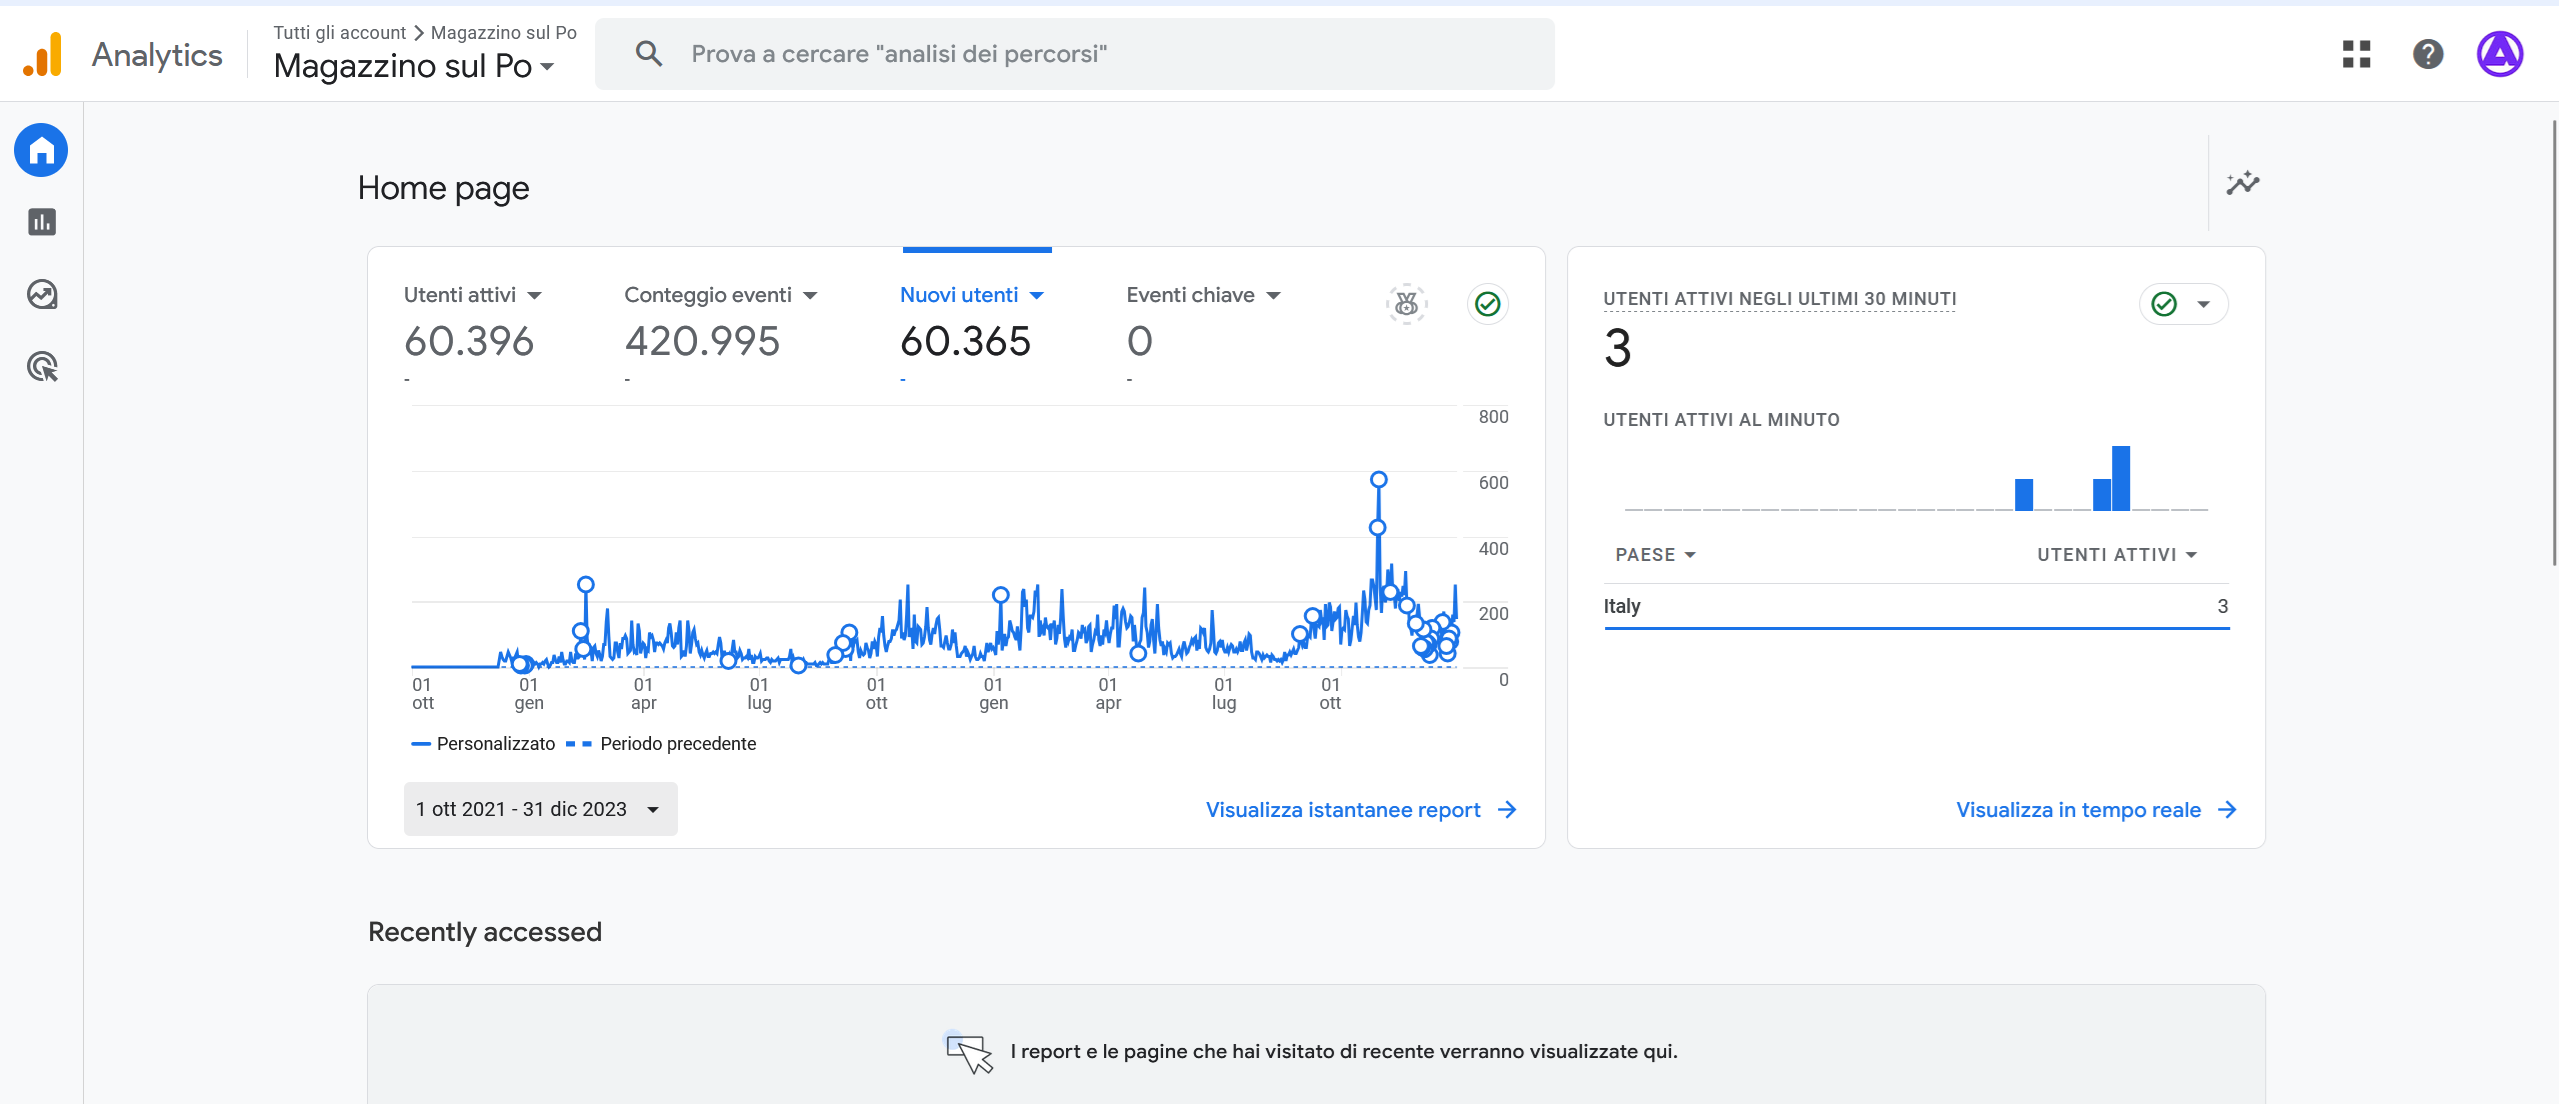 Analytics
Tutti gli account > Magazzino sul Po
Magazzino sul Po
Prova a cercare "analisi dei percorsi"
Home page
Utenti attivi
60.396
-
Conteggio eventi
420.995
-
Nuovi utenti
60.365
-
Eventi chiave
0
-
800
600
400
200
0
01 ott
01 gen
01 apr
01 lug
01 ott
01 gen
01 apr
01 lug
01 ott
Personalizzato
Periodo precedente
1 ott 2021 - 31 dic 2023
Visualizza istantanee report
UTENTI ATTIVI NEGLI ULTIMI 30 MINUTI
3
UTENTI ATTIVI AL MINUTO
PAESE
UTENTI ATTIVI
Italy
3
Visualizza in tempo reale
Recently accessed
I report e le pagine che hai visitato di recente verranno visualizzate qui.